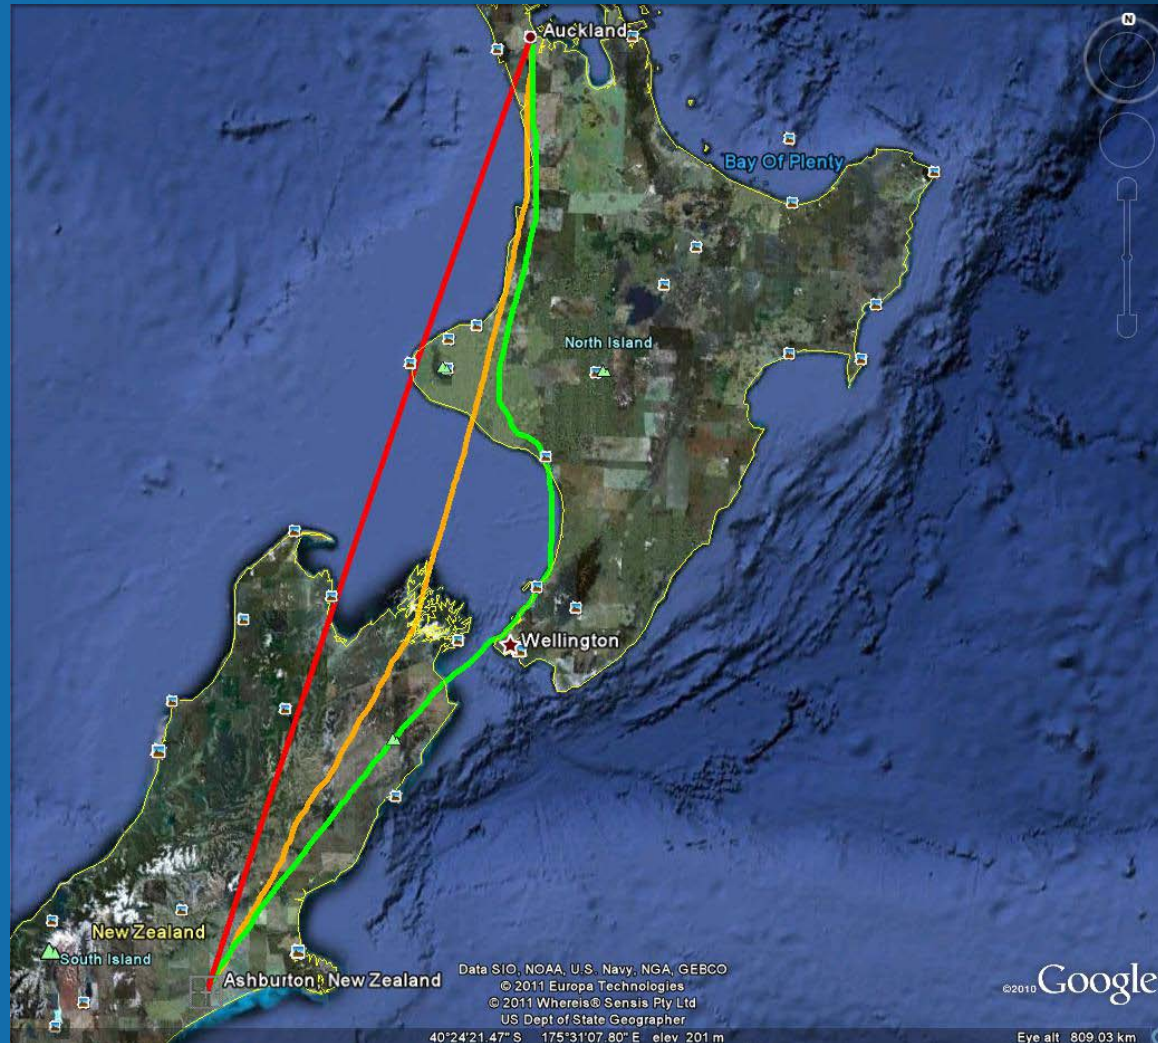 N
Auckland
Bay Of Plenty
North Island
Wellington
New Zealand
South Island
Ashburton, New Zealand
Data SIO, NOAA, U.S. Navy, NGA, GEBCO
© 2011 Europa Technologies
© 2011 Whereis® Sensis Pty Ltd
US Dept of State Geographer
©2010 Google
40°24'21.47" S 175°31'07.80" E elev 201 m
Eye alt 809.03 km